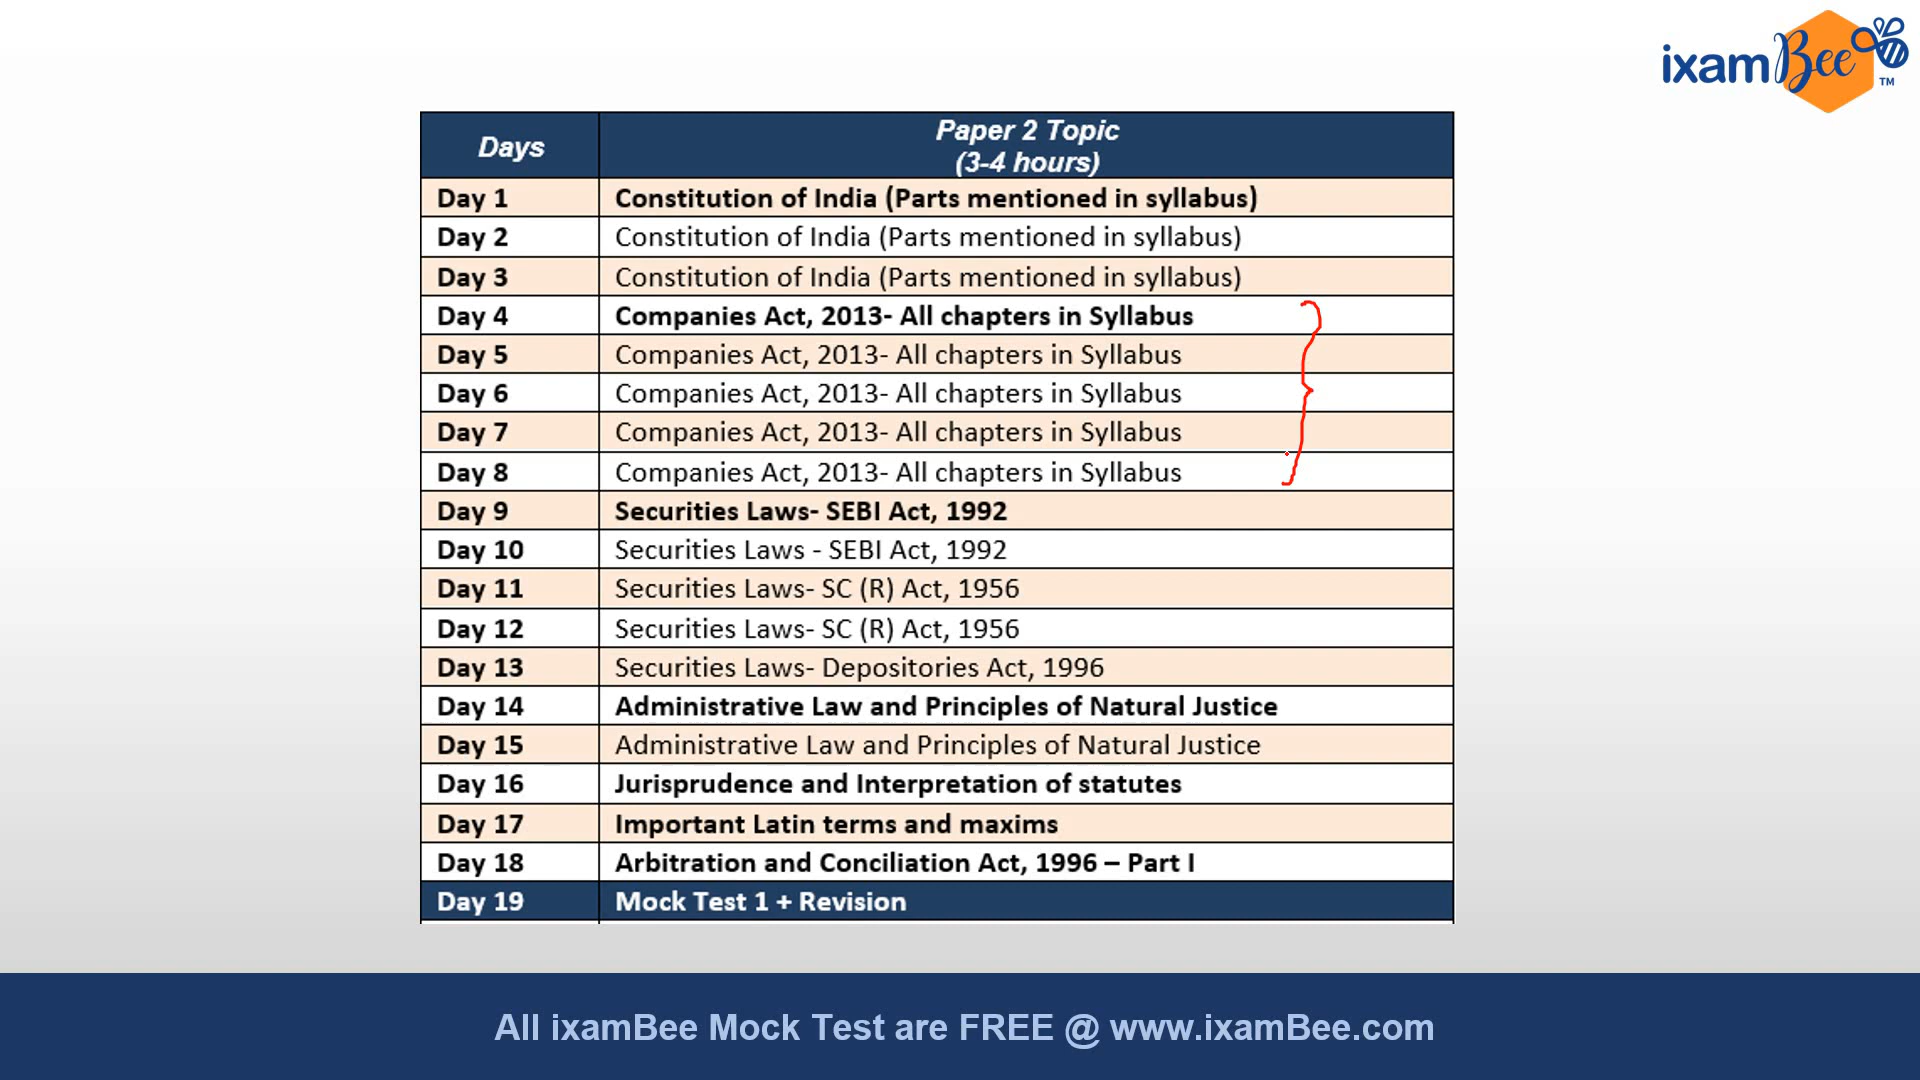 ixamBee
TM
Days
Paper 2 Topic
(3-4 hours)
Day 1 Constitution of India (Parts mentioned in syllabus)
Day 2 Constitution of India (Parts mentioned in syllabus)
Day 3 Constitution of India (Parts mentioned in syllabus)
Day 4 Companies Act, 2013- All chapters in Syllabus
Day 5 Companies Act, 2013- All chapters in Syllabus
Day 6 Companies Act, 2013- All chapters in Syllabus
Day 7 Companies Act, 2013- All chapters in Syllabus
Day 8 Companies Act, 2013- All chapters in Syllabus
Day 9 Securities Laws- SEBI Act, 1992
Day 10 Securities Laws - SEBI Act, 1992
Day 11 Securities Laws- SC (R) Act, 1956
Day 12 Securities Laws- SC (R) Act, 1956
Day 13 Securities Laws- Depositories Act, 1996
Day 14 Administrative Law and Principles of Natural Justice
Day 15 Administrative Law and Principles of Natural Justice
Day 16 Jurisprudence and Interpretation of statutes
Day 17 Important Latin terms and maxims
Day 18 Arbitration and Conciliation Act, 1996 – Part I
Day 19 Mock Test 1 + Revision
All ixamBee Mock Test are FREE @ www.ixamBee.com